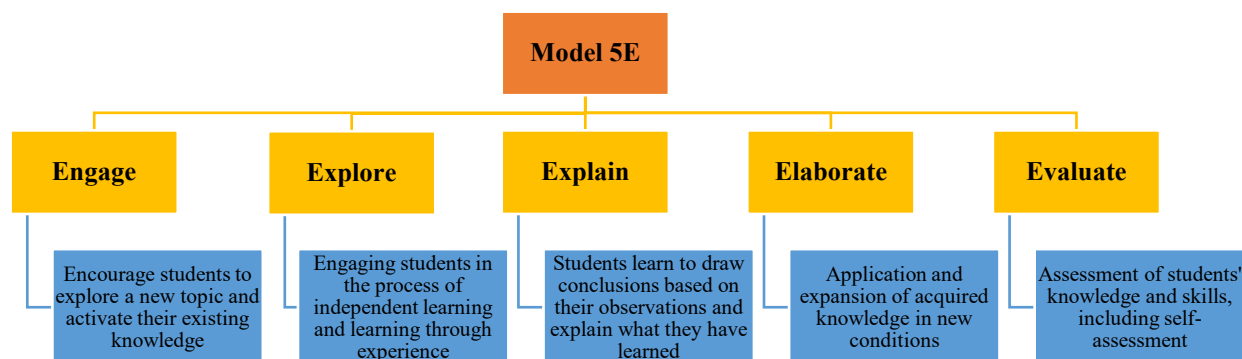 Model 5E
Engage
Explore
Explain
Elaborate
Evaluate
Encourage students to
explore a new topic and
activate their existing
knowledge
Engaging students in
the process of
independent learning
and learning through
experience
Students learn to draw
conclusions based on
their observations and
explain what they have
learned
Application and
expansion of acquired
knowledge in new
conditions
Assessment of students'
knowledge and skills,
including self-
assessment